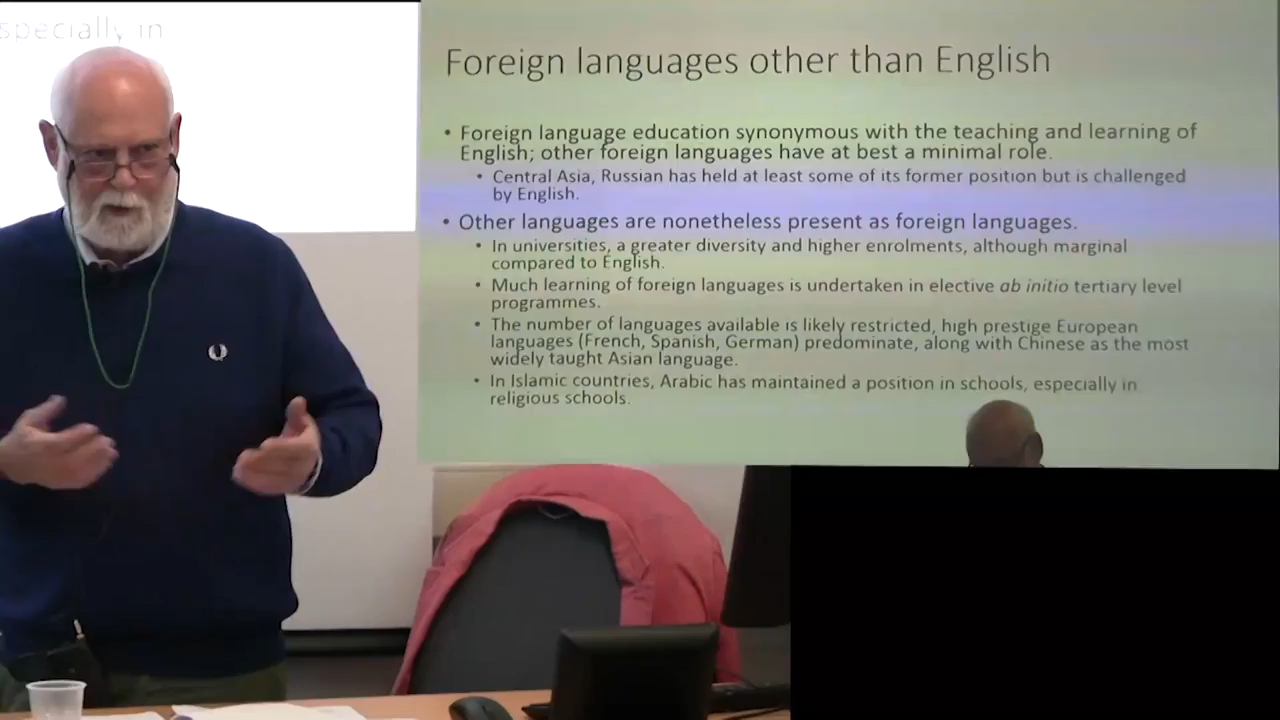 specially in
Foreign languages other than English
• Foreign language education synonymous with the teaching and learning of
English; other foreign languages have at best a minimal role.
• Central Asia, Russian has held at least some of its former position but is challenged
by English.
• Other languages are nonetheless present as foreign languages.
• In universities, a greater diversity and higher enrolments, although marginal
compared to English.
• Much learning of foreign languages is undertaken in elective ab initio tertiary level
programmes.
• The number of languages available is likely restricted, high prestige European
languages (French, Spanish, German) predominate, along with Chinese as the most
widely taught Asian language.
• In Islamic countries, Arabic has maintained a position in schools, especially in
religious schools.